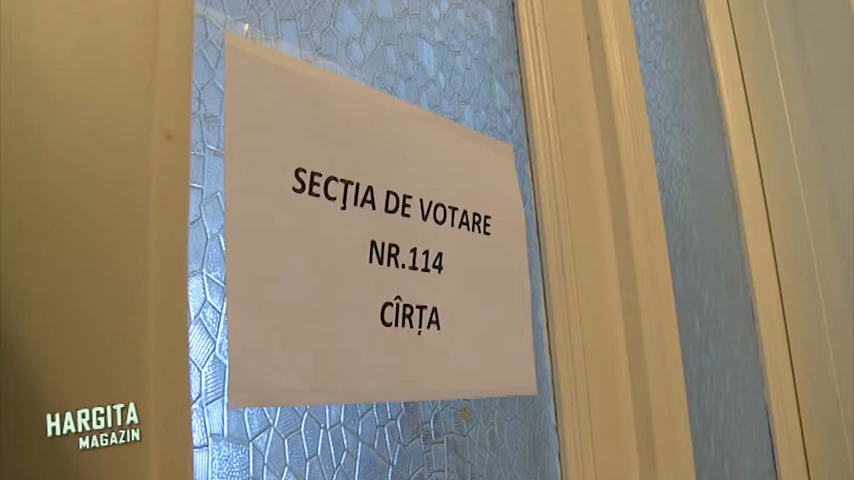 SECŢIA DE VOTARE
NR.114
CÎRȚA
HARGITA
MAGAZIN